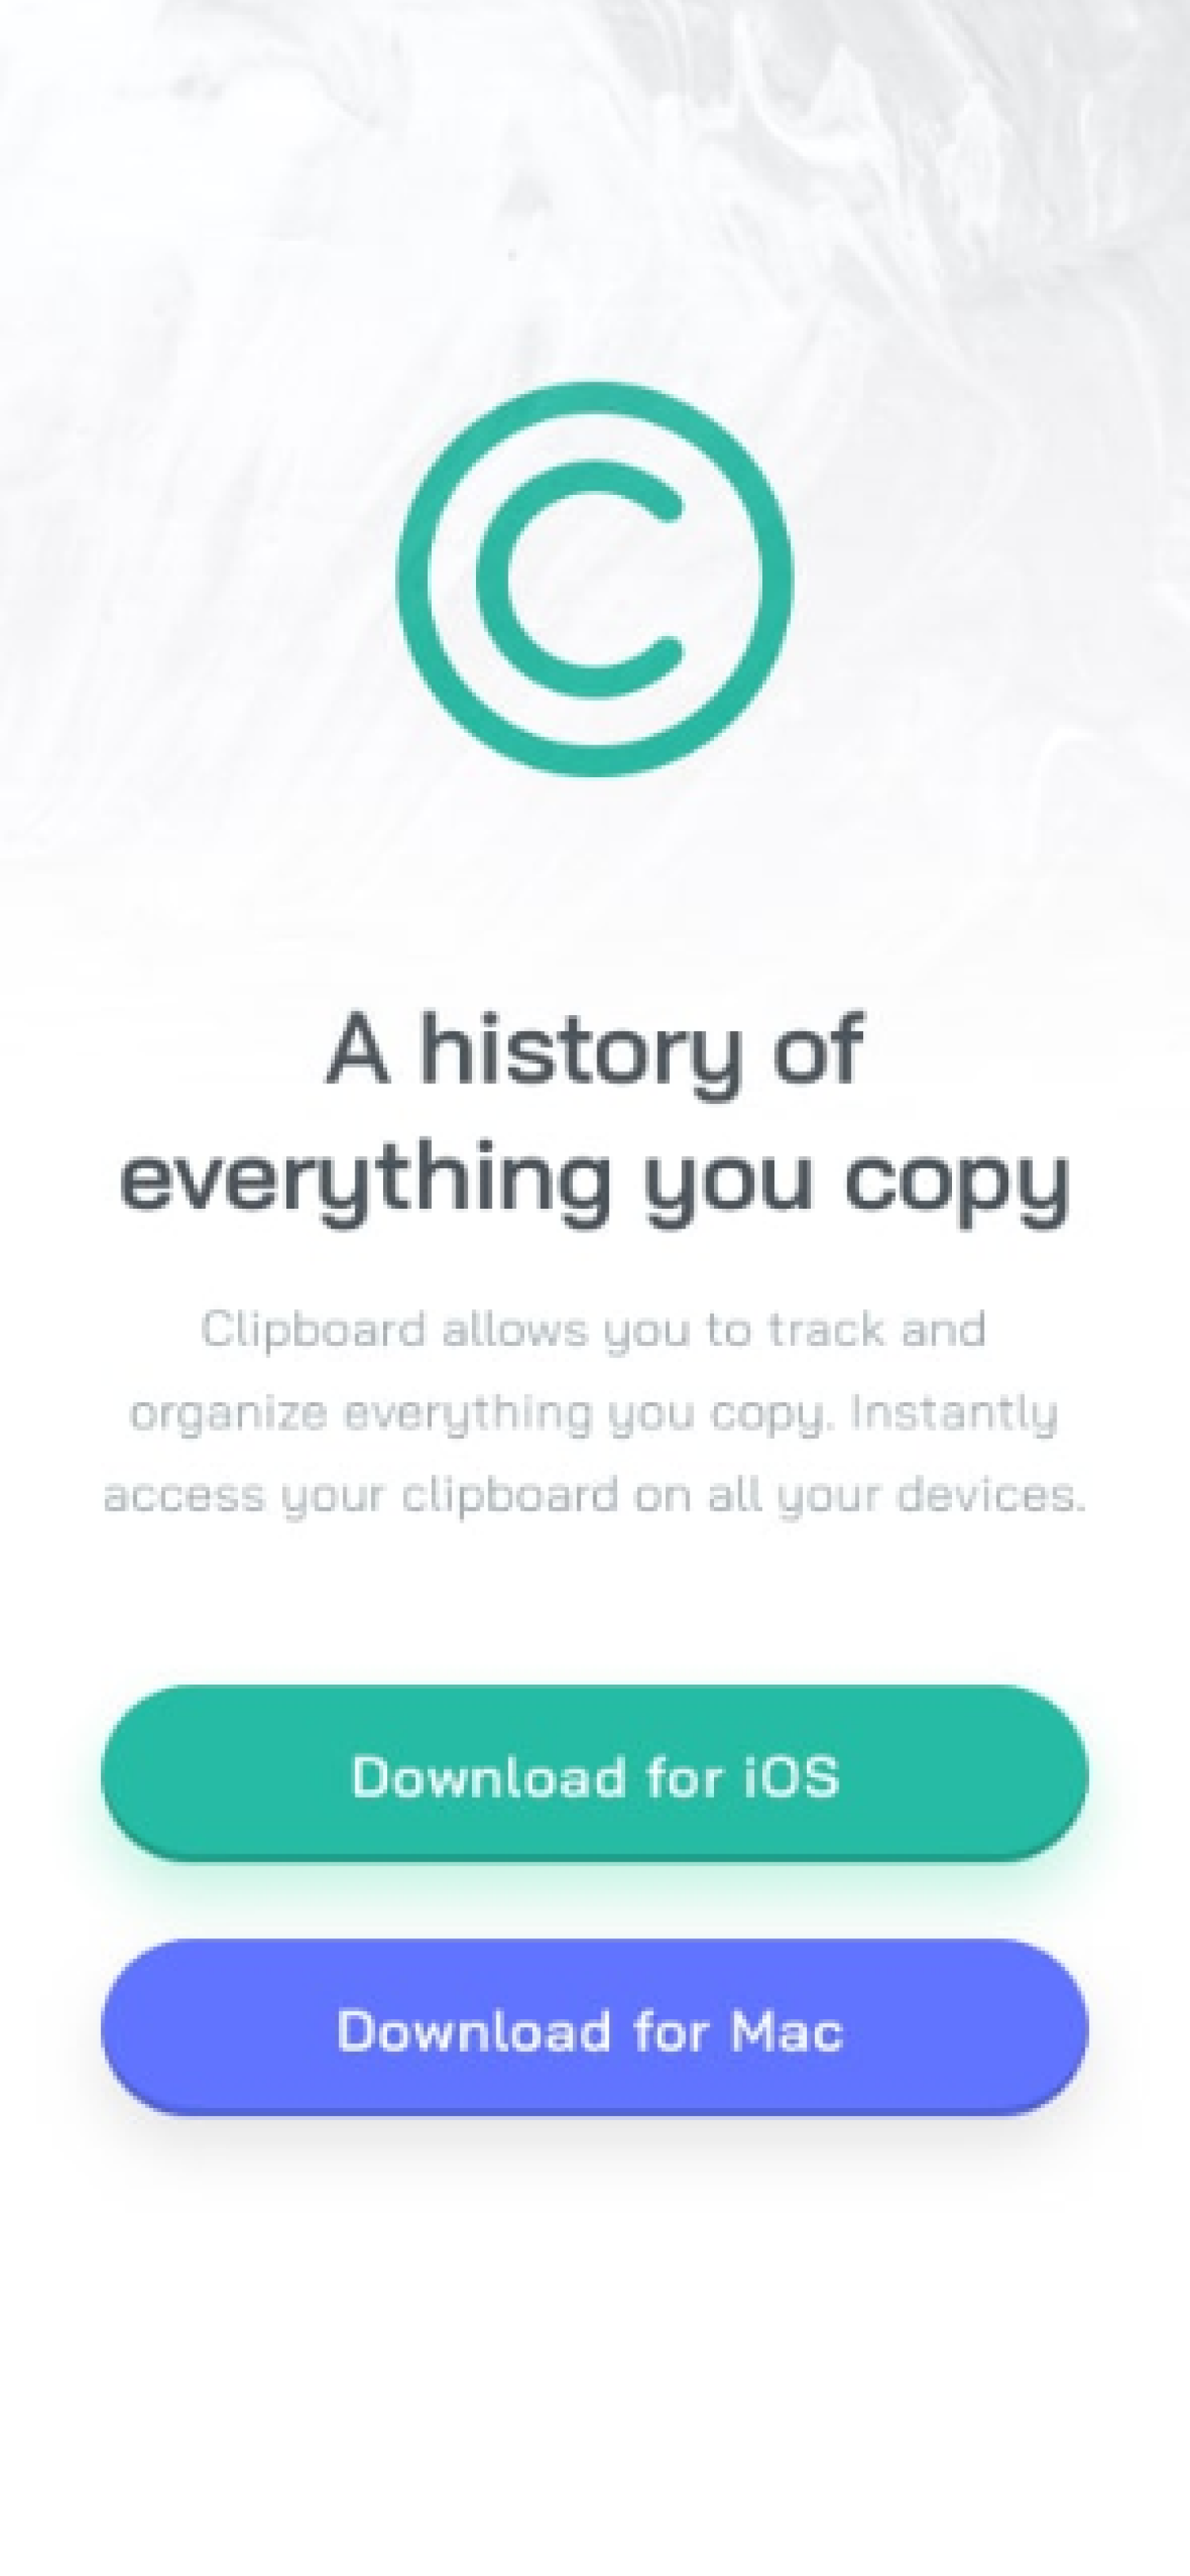 ©
A history of
everything you copy
Clipboard allows you to track and
organize everything you copy. Instantly
access your clipboard on all your devices.
Download for iOS
Download for Mac